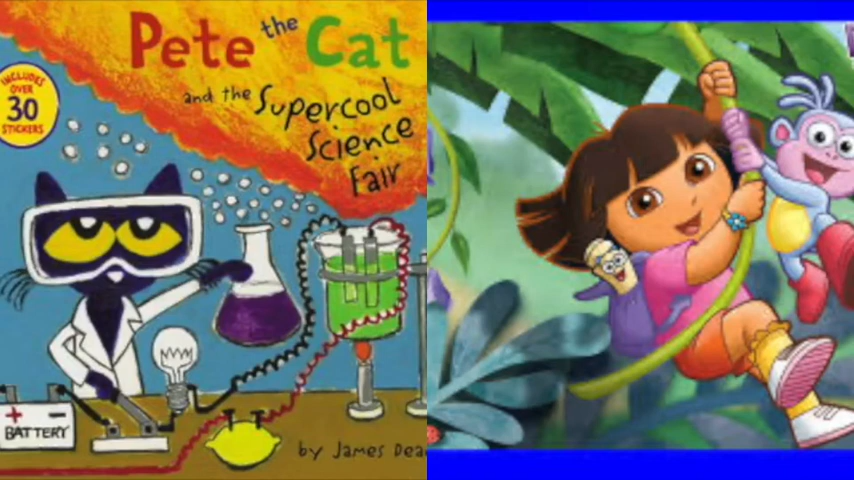 Pete the Cat
and the Supercool
Science
Fair
INCLUDES
OVER
30
STICKERS
+ -
BATTERY
by James Dea